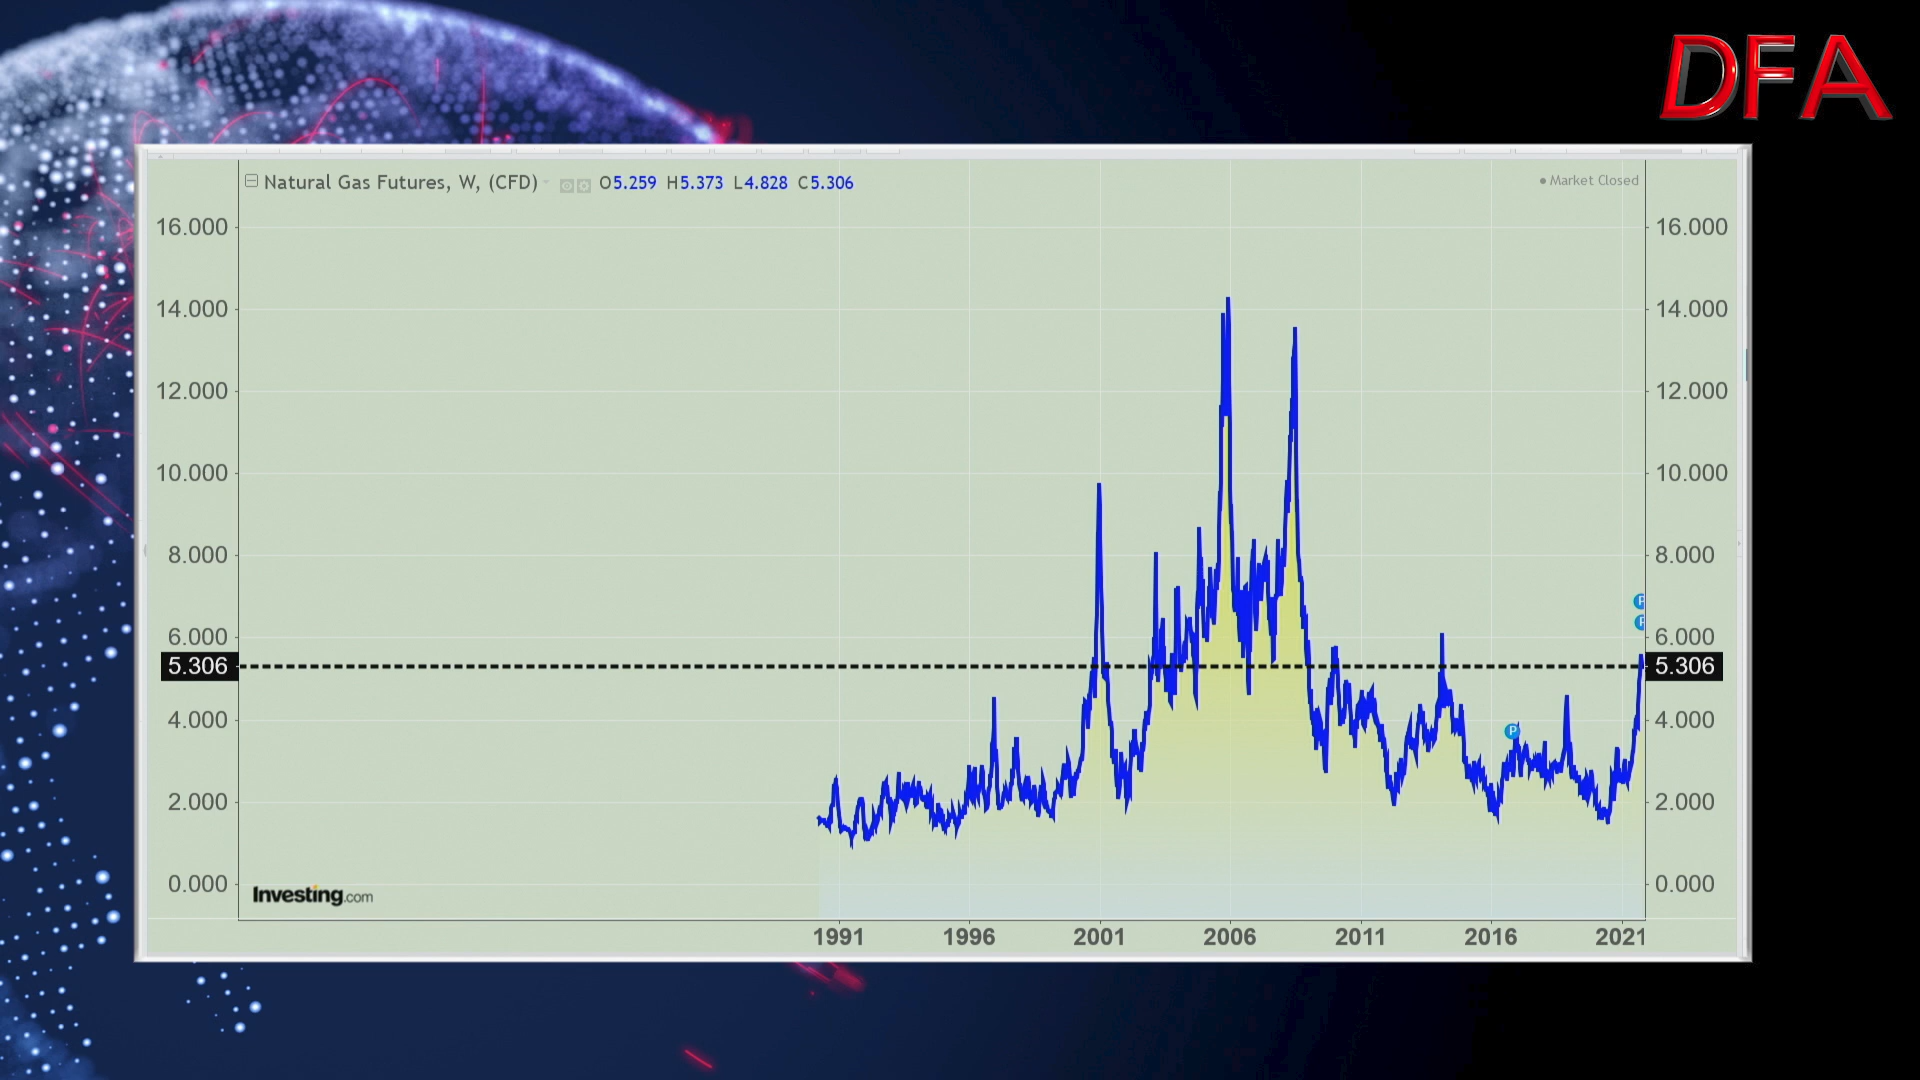 DFA
Natural Gas Futures, W, (CFD) O5.259 H5.373 L4.828 C5.306
Market Closed
16.000 16.000
14.000 14.000
12.000 12.000
10.000 10.000
8.000 8.000
P
6.000 6.000
P
5.306 5.306
4.000 4.000
P
2.000 2.000
0.000 0.000
Investing.com
1991 1996 2001 2006 2011 2016 2021